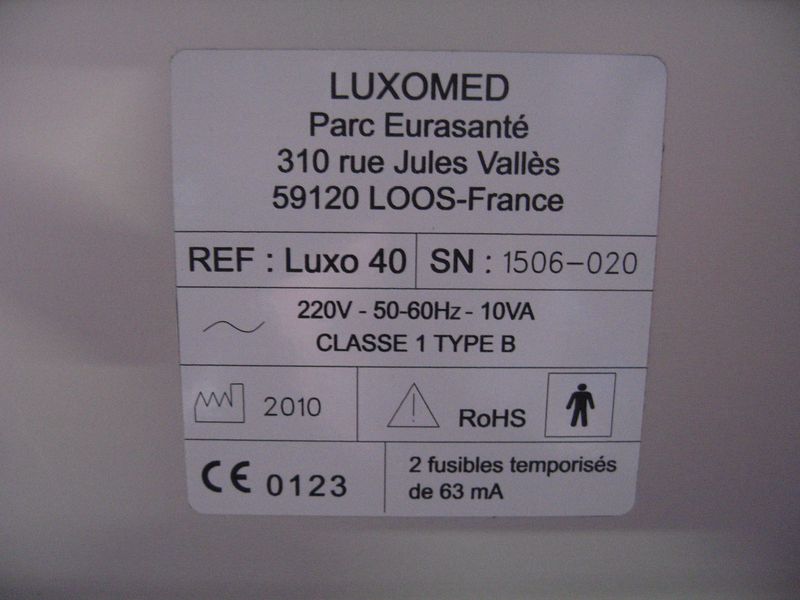 LUXOMED
Parc Eurasanté
310 rue Jules Vallès
59120 LOOS-France
REF : Luxo 40 SN : 1506-020
220V - 50-60Hz - 10VA
CLASSE 1 TYPE B
2010 RoHS
CE 0123
2 fusibles temporisés
de 63 mA